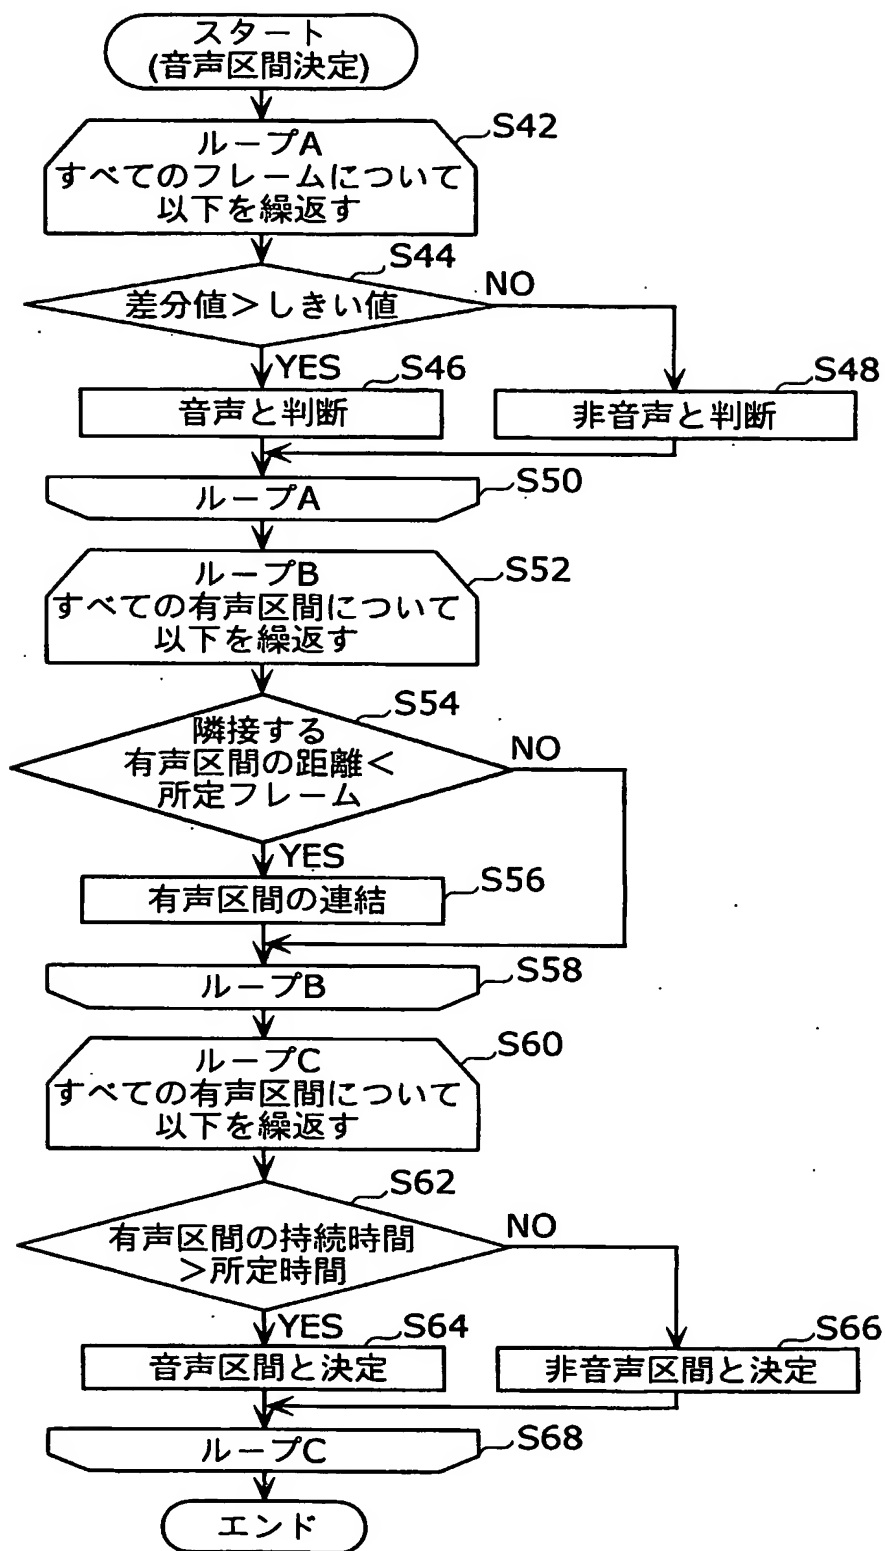 スタート
(音声区間決定)
S42
ループA
すべてのフレームについて
以下を繰返す
S44
差分値>しきい値
NO
YES
S46
音声と判断
S48
非音声と判断
S50
ループA
S52
ループB
すべての有声区間について
以下を繰返す
S54
隣接する
有声区間の距離<
所定フレーム
NO
YES
S56
有声区間の連結
S58
ループB
S60
ループC
すべての有声区間について
以下を繰返す
S62
有声区間の持続時間
>所定時間
NO
YES
S64
音声区間と決定
S66
非音声区間と決定
S68
ループC
エンド